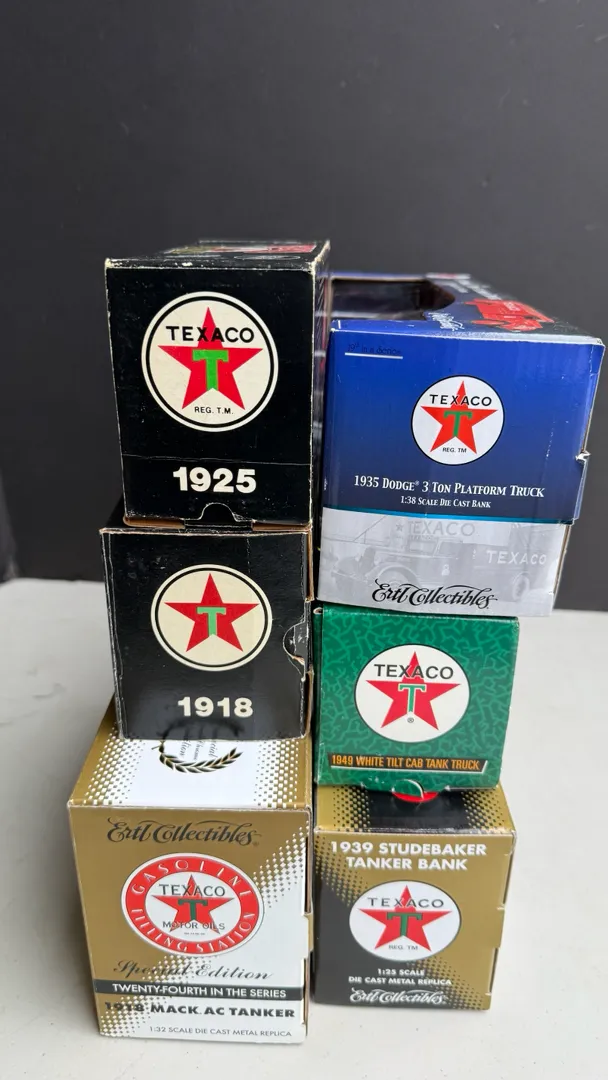 TEXACO
T
REG. T.M.
1925
T
1918
Ertl Collectibles
GASOLINE
TEXACO
T
MOTOR OILS
FILLING STATION
Special Edition
TWENTY-FOURTH IN THE SERIES
1918 MACK AC TANKER
1:32 SCALE DIE CAST METAL REPLICA
TEXACO
T
REG. TM
1935 DODGE® 3 TON PLATFORM TRUCK
1:38 SCALE DIE CAST BANK
TEXACO
TEXACO
Ertl Collectibles
TEXACO
T
®
1949 WHITE TILT CAB TANK TRUCK
1939 STUDEBAKER
TANKER BANK
TEXACO
T
REG. TM
1:25 SCALE
DIE CAST METAL REPLICA
Ertl Collectibles